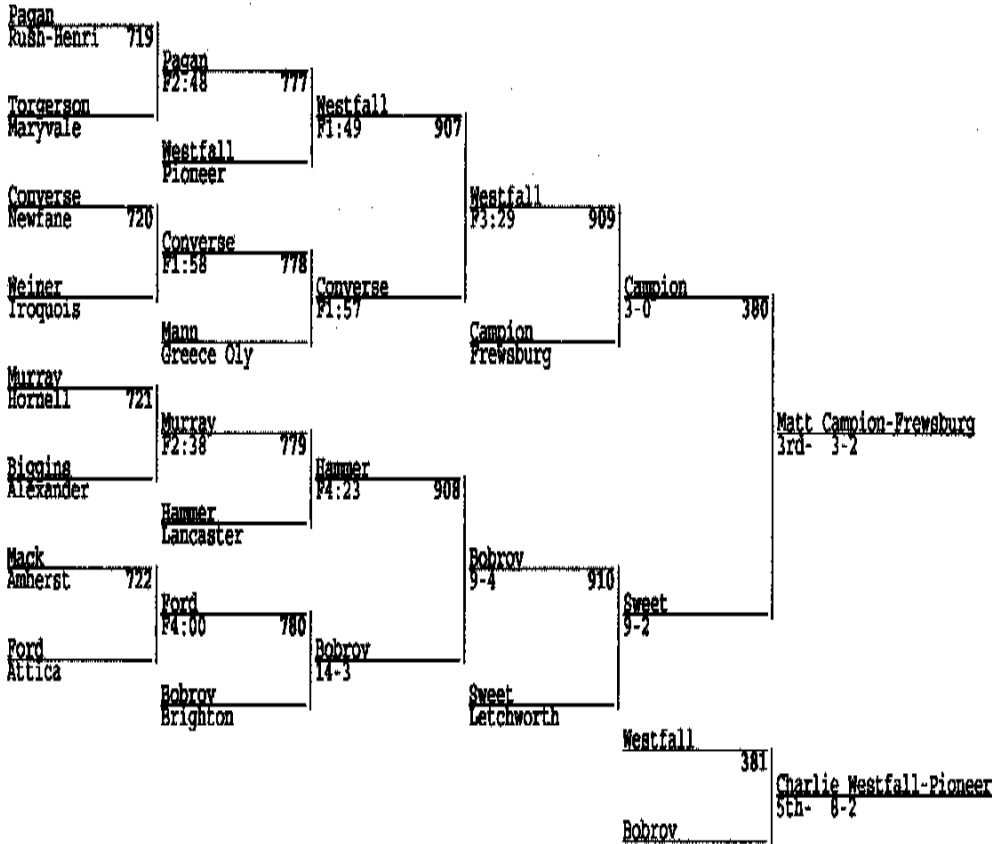 Pagan
Rush-Henri 719
Pagan
F2:48 777
Torgerson
Maryvale
Westfall
F1:49 907
Westfall
Pioneer
Converse
Newfane 720
Westfall
F3:29 909
Converse
F1:58 778
Weiner
Iroquois
Converse
F1:57
Campion
3-0 380
Mann
Greece Oly
Campion
Frewsburg
Murray
Hornell 721
Murray
F2:38 779
Matt Campion-Frewsburg
3rd- 3-2
Biggins
Alexander
Hammer
F4:23 908
Hammer
Lancaster
Mack
Amherst 722
Bobrov
9-4 910
Ford
F4:00 780
Sweet
9-2
Ford
Attica
Bobrov
14-3
Bobrov
Brighton
Sweet
Letchworth
Westfall
381
Charlie Westfall-Pioneer
5th- 8-2
Bobrov